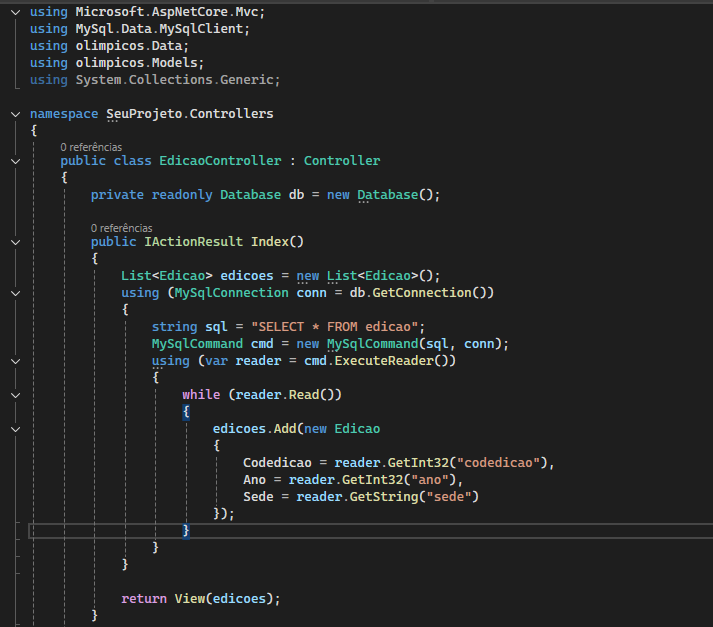 using Microsoft.AspNetCore.Mvc;
using MySql.Data.MySqlClient;
using olimpicos.Data;
using olimpicos.Models;
using System.Collections.Generic;

namespace SeuProjeto.Controllers
{
    0 referências
    public class EdicaoController : Controller
    {
        private readonly Database db = new Database();

        0 referências
        public IActionResult Index()
        {
            List<Edicao> edicoes = new List<Edicao>();
            using (MySqlConnection conn = db.GetConnection())
            {
                string sql = "SELECT * FROM edicao";
                MySqlCommand cmd = new MySqlCommand(sql, conn);
                using (var reader = cmd.ExecuteReader())
                {
                    while (reader.Read())
                    {
                        edicoes.Add(new Edicao
                        {
                            Codedicao = reader.GetInt32("codedicao"),
                            Ano = reader.GetInt32("ano"),
                            Sede = reader.GetString("sede")
                        });
                    }
                }
            }

            return View(edicoes);
        }